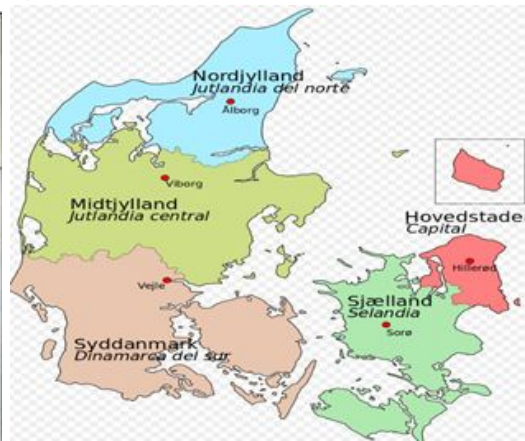 Nordjylland
Jutlandia del norte
Ålborg
Viborg
Midtjylland
Jutlandia central
Hovedstade
Capital
Hillerød
Vejle
Sjælland
Selandia
Sorø
Syddanmark
Dinamarca del sur